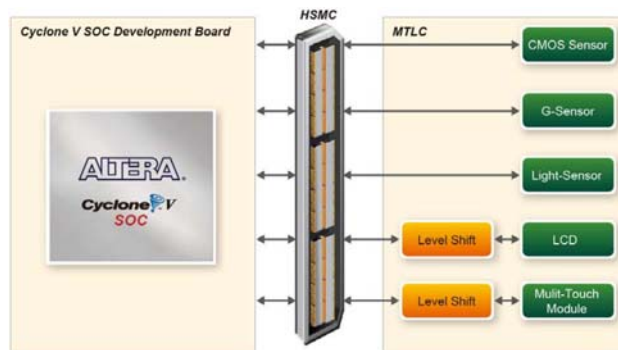 HSMC
Cyclone V SOC Development Board
MTLC
CMOS Sensor
G-Sensor
ALTERA®
Cyclone V
SOC
Light-Sensor
Level Shift
LCD
Level Shift
Mulit-Touch
Module